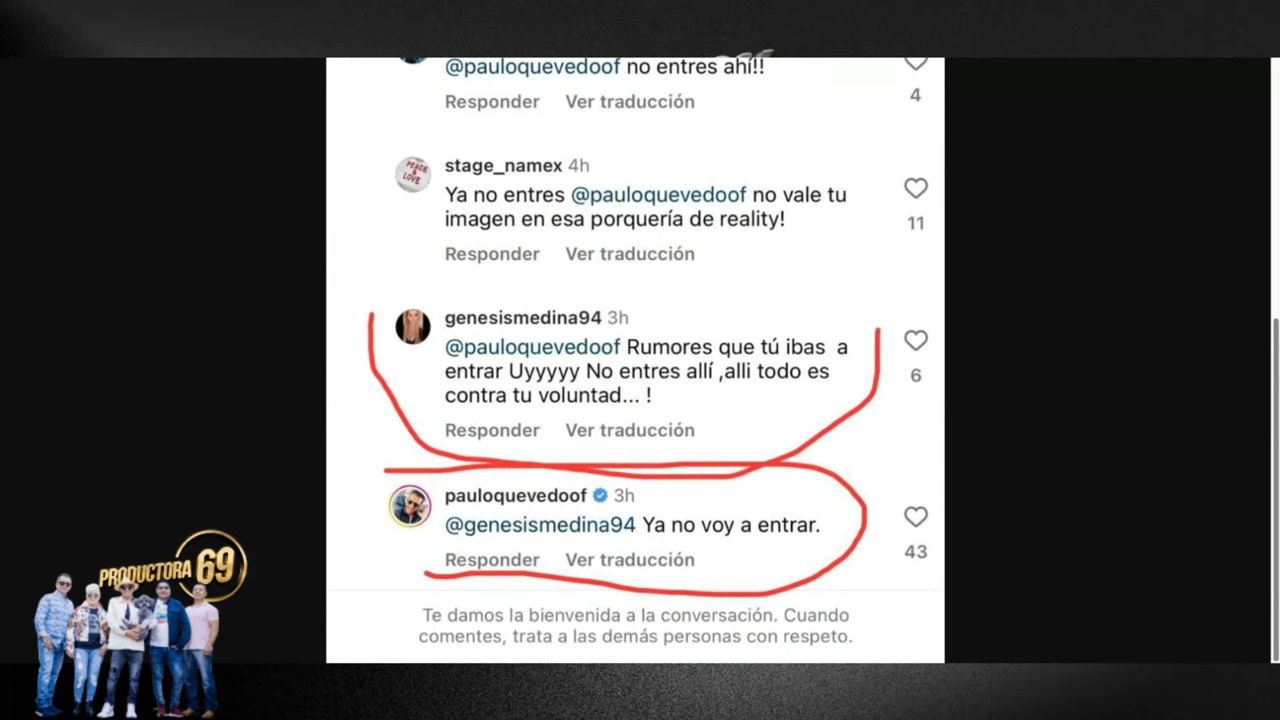 @pauloquevedoof no entres ahí!!
4
Responder Ver traducción
stage_namex 4h
Ya no entres @pauloquevedoof no vale tu
imagen en esa porquería de reality!
11
Responder Ver traducción
genesismedina94 3h
@pauloquevedoof Rumores que tú ibas a
entrar Uyyyyy No entres allí ,alli todo es
contra tu voluntad... !
6
Responder Ver traducción
pauloquevedoof 3h
@genesismedina94 Ya no voy a entrar.
43
Responder Ver traducción
Te damos la bienvenida a la conversación. Cuando
comentes, trata a las demás personas con respeto.
PRODUCTORA 69
PEACE
&
LOVE